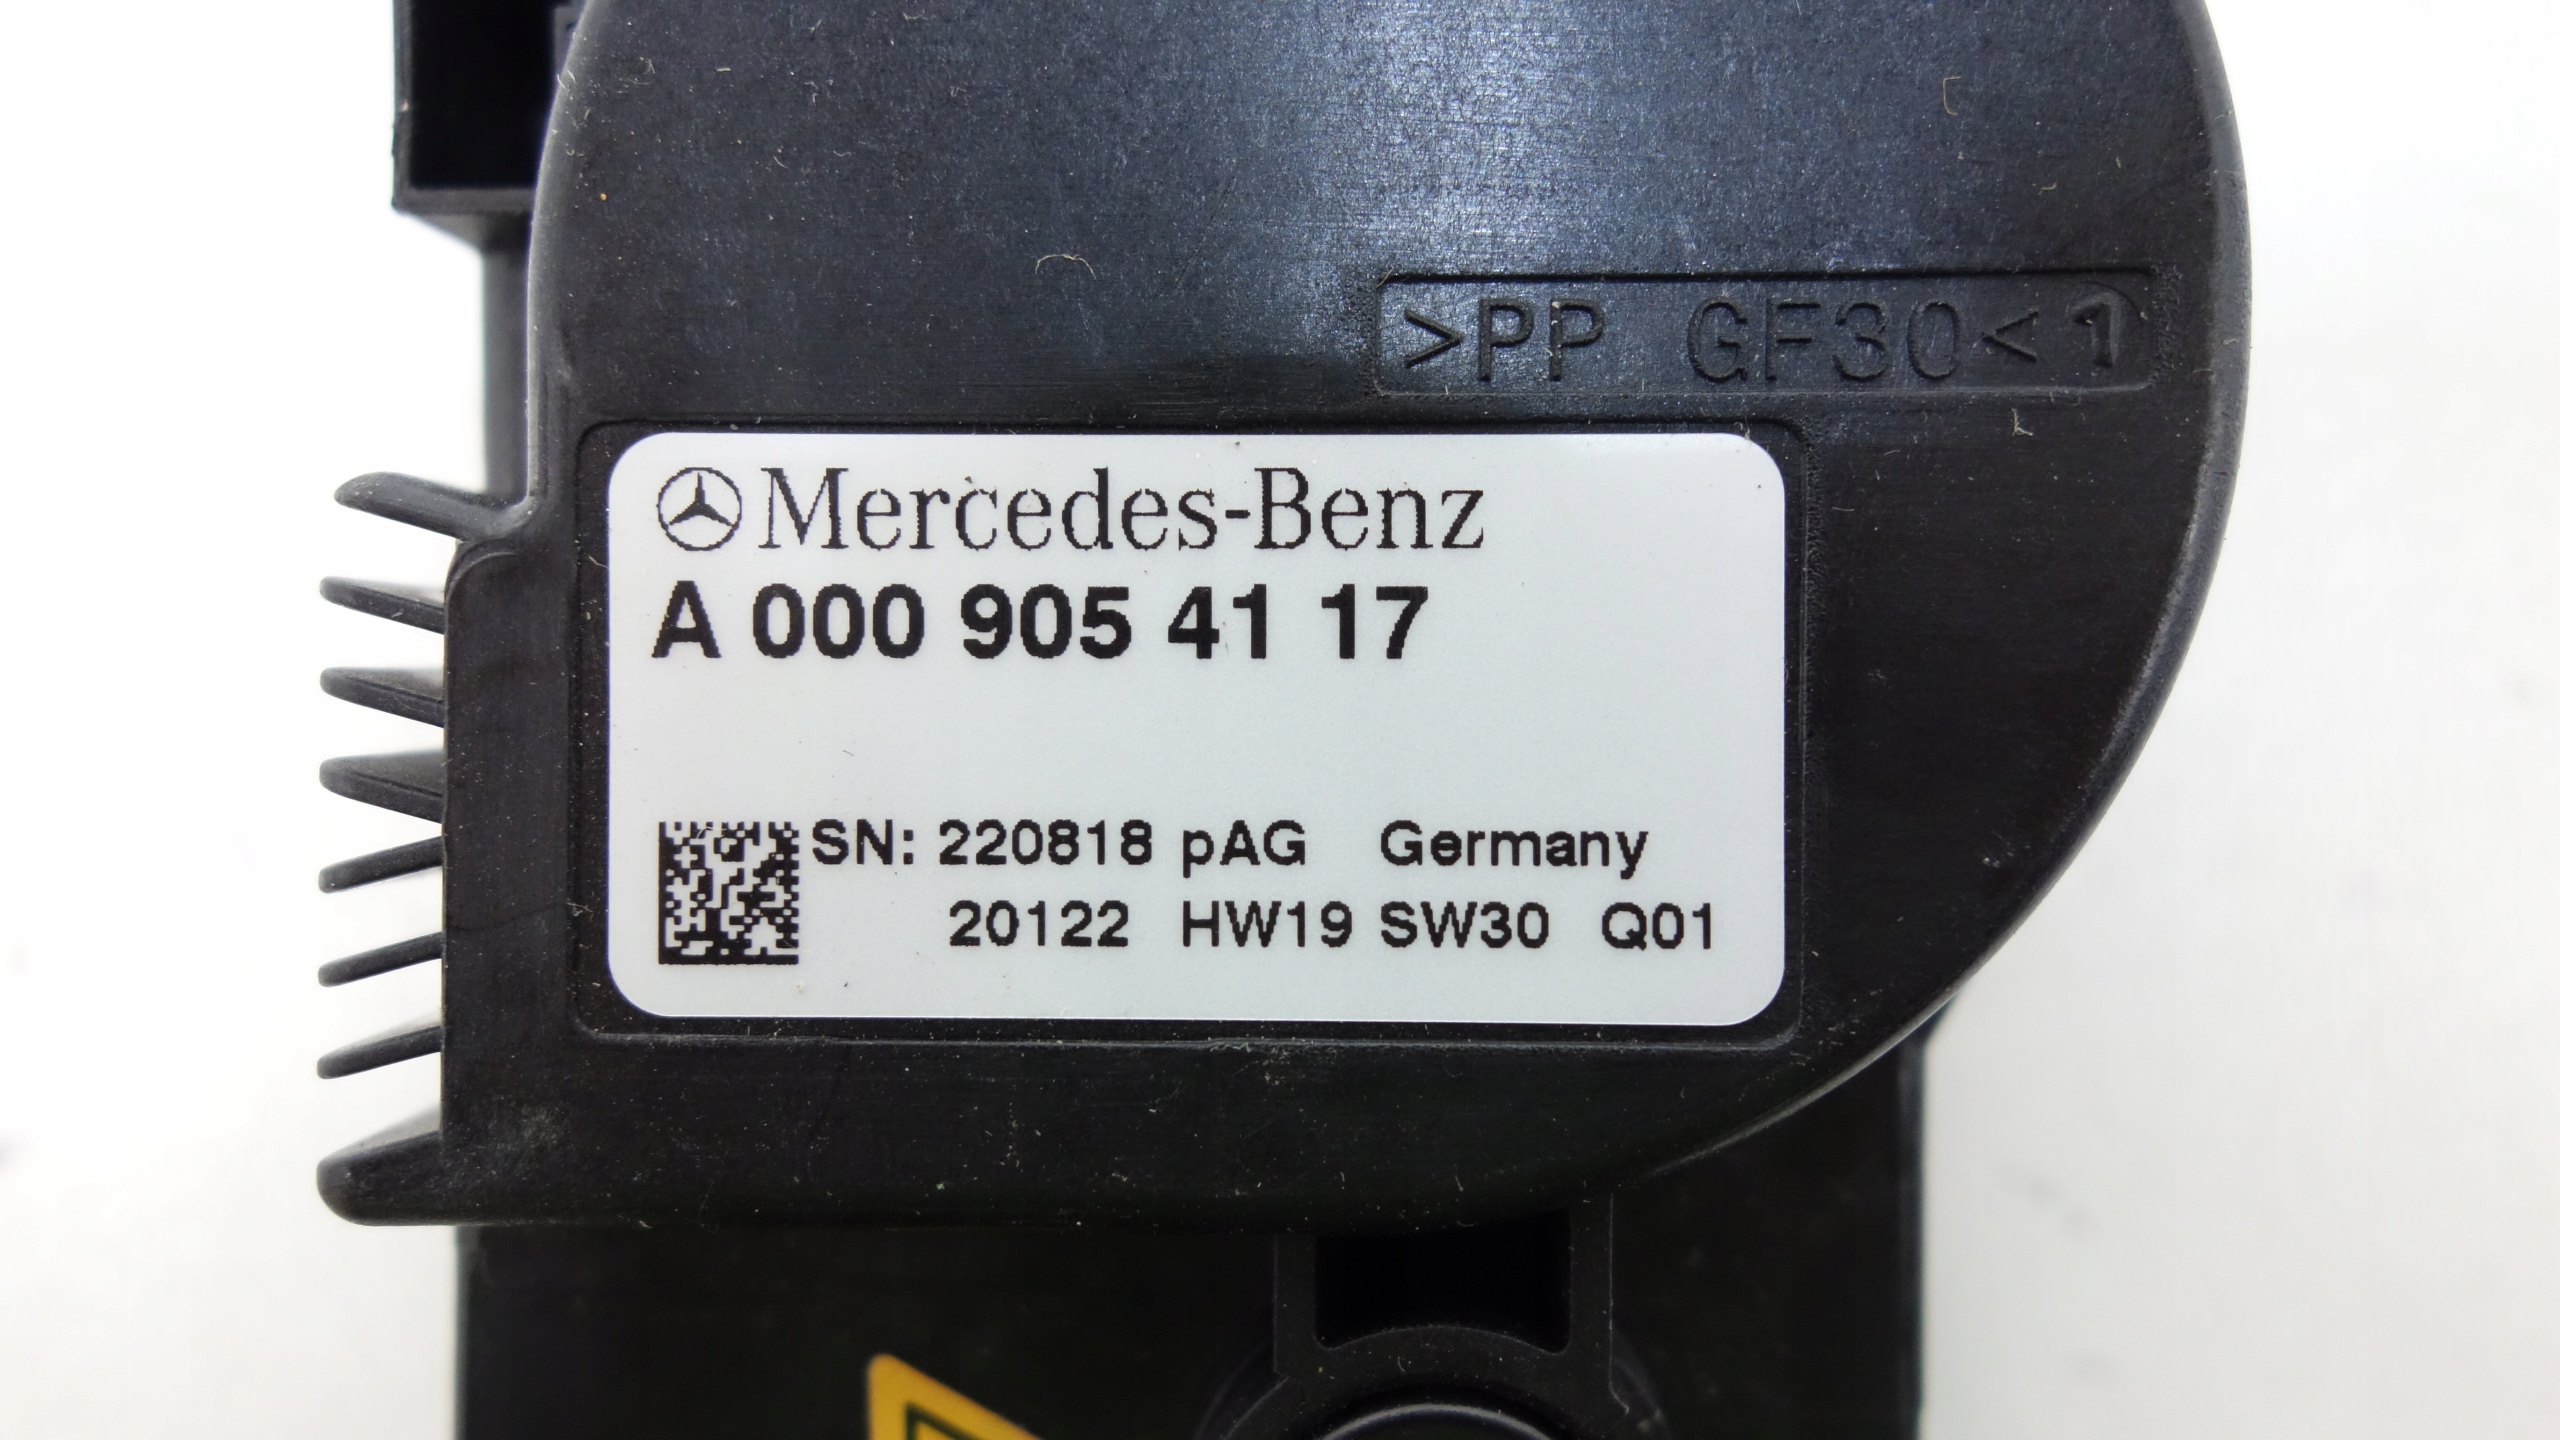 >PP GF30< 1
Mercedes-Benz
A 000 905 41 17
SN: 220818 pAG Germany
20122 HW19 SW30 Q01